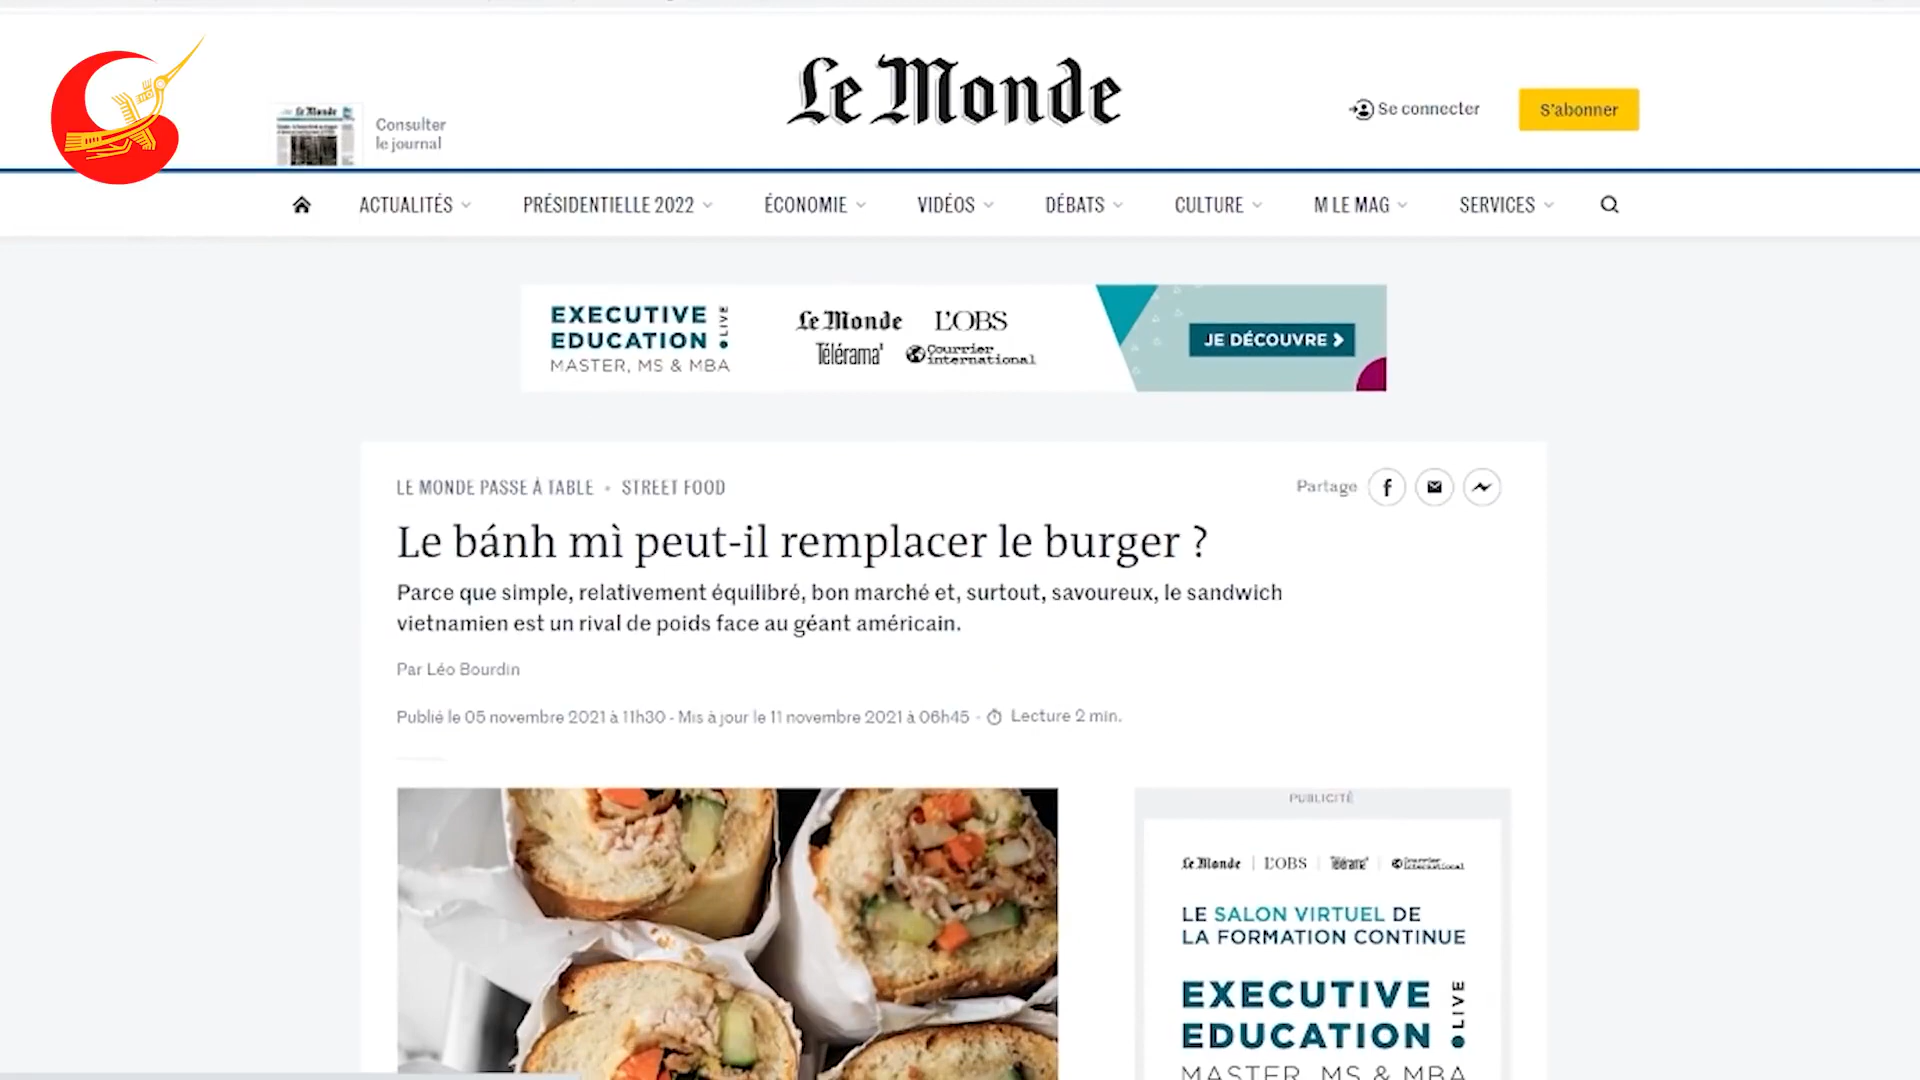 Le Monde
Consulter
le journal
Le Monde
Se connecter
S'abonner
ACTUALITÉS
PRÉSIDENTIELLE 2022
ÉCONOMIE
VIDÉOS
DÉBATS
CULTURE
M LE MAG
SERVICES
EXECUTIVE
EDUCATION
LIVE
MASTER, MS & MBA
Le Monde L'OBS
Télérama' Courrier international
JE DÉCOUVRE
LE MONDE PASSE À TABLE • STREET FOOD
Partage
Le bánh mì peut-il remplacer le burger ?
Parce que simple, relativement équilibré, bon marché et, surtout, savoureux, le sandwich
vietnamien est un rival de poids face au géant américain.
Par Léo Bourdin
Publié le 05 novembre 2021 à 11h30 - Mis à jour le 11 novembre 2021 à 06h45 - Lecture 2 min.
PUBLICITÉ
Le Monde | L'OBS | Télérama' | Courrier international
LE SALON VIRTUEL DE
LA FORMATION CONTINUE
EXECUTIVE
EDUCATION
LIVE
MASTER, MS & MBA